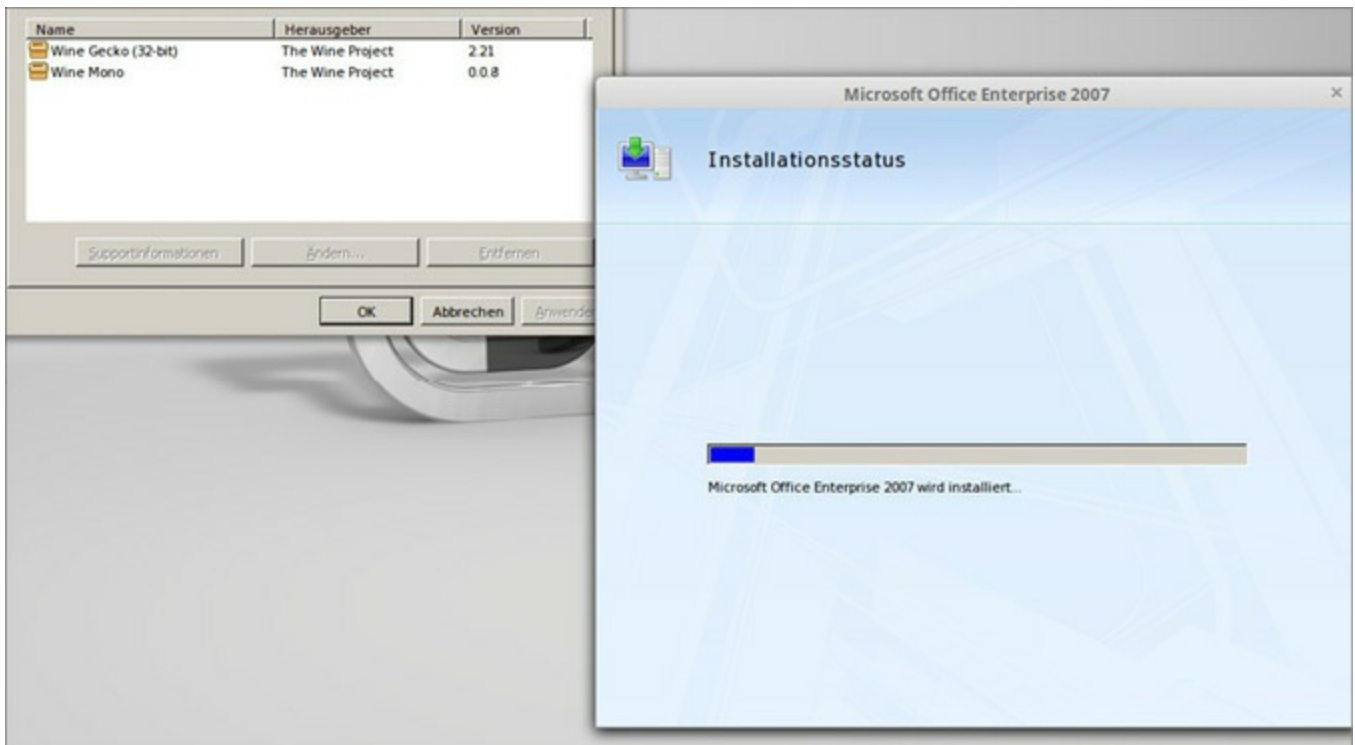 Name Herausgeber Version
Wine Gecko (32-bit) The Wine Project 2.21
Wine Mono The Wine Project 0.0.8
Supportinformationen Ändern... Entfernen
OK Abbrechen Anwende
Microsoft Office Enterprise 2007
Installationsstatus
Microsoft Office Enterprise 2007 wird installiert...